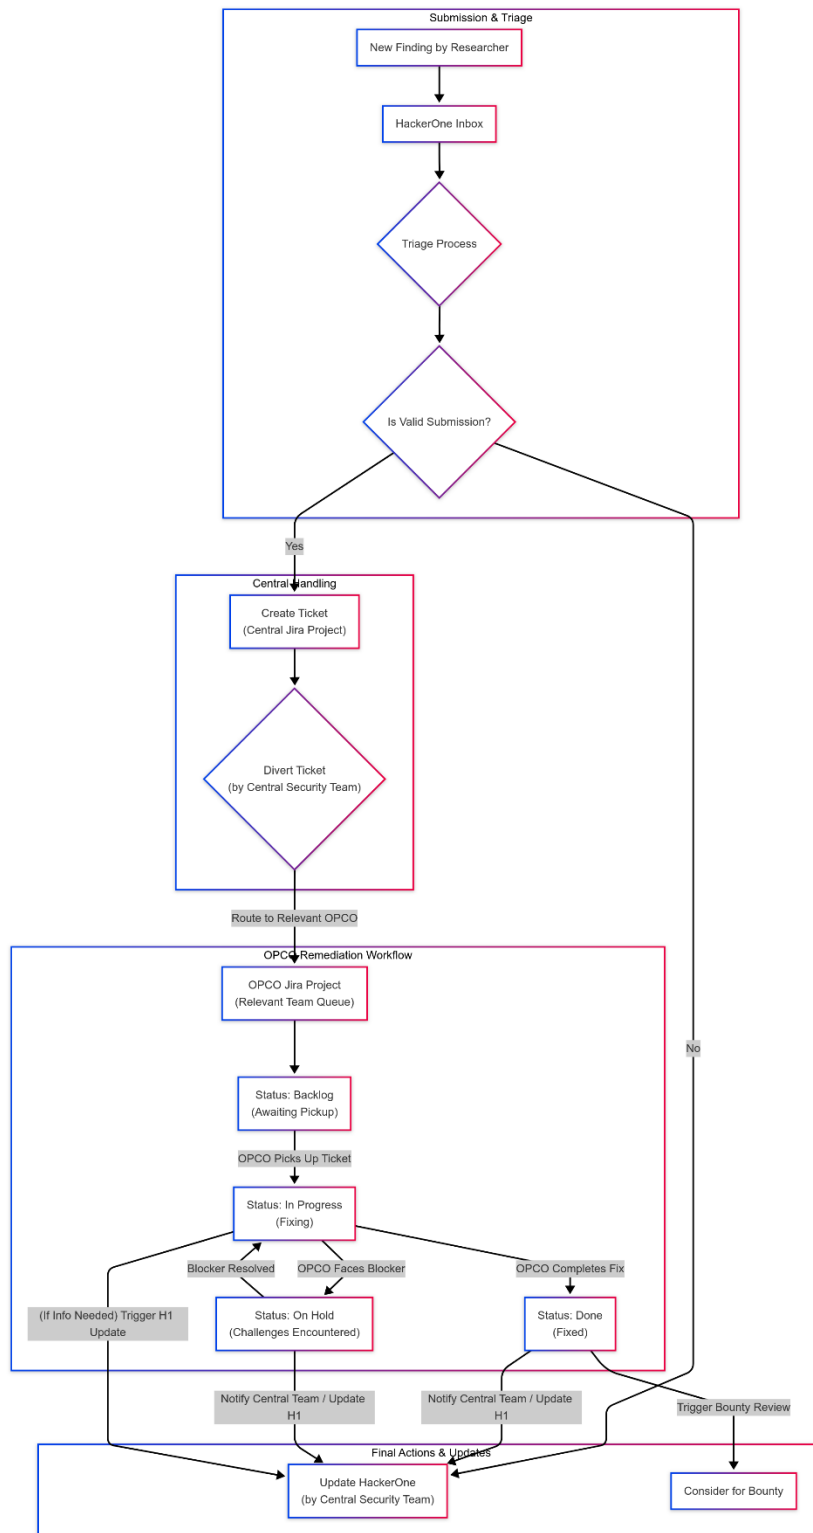 Submission & Triage
New Finding by Researcher
HackerOne Inbox
Triage Process
Is Valid Submission?
Yes
Central Handling
Create Ticket
(Central Jira Project)
Divert Ticket
(by Central Security Team)
Route to Relevant OPCO
OPCO Remediation Workflow
OPCO Jira Project
(Relevant Team Queue)
No
Status: Backlog
(Awaiting Pickup)
OPCO Picks Up Ticket
Status: In Progress
(Fixing)
Blocker Resolved
OPCO Faces Blocker
OPCO Completes Fix
(If Info Needed) Trigger H1
Update
Status: On Hold
(Challenges Encountered)
Status: Done
(Fixed)
Notify Central Team / Update
H1
Notify Central Team / Update
H1
Trigger Bounty Review
Final Actions & Updates
Update HackerOne
(by Central Security Team)
Consider for Bounty